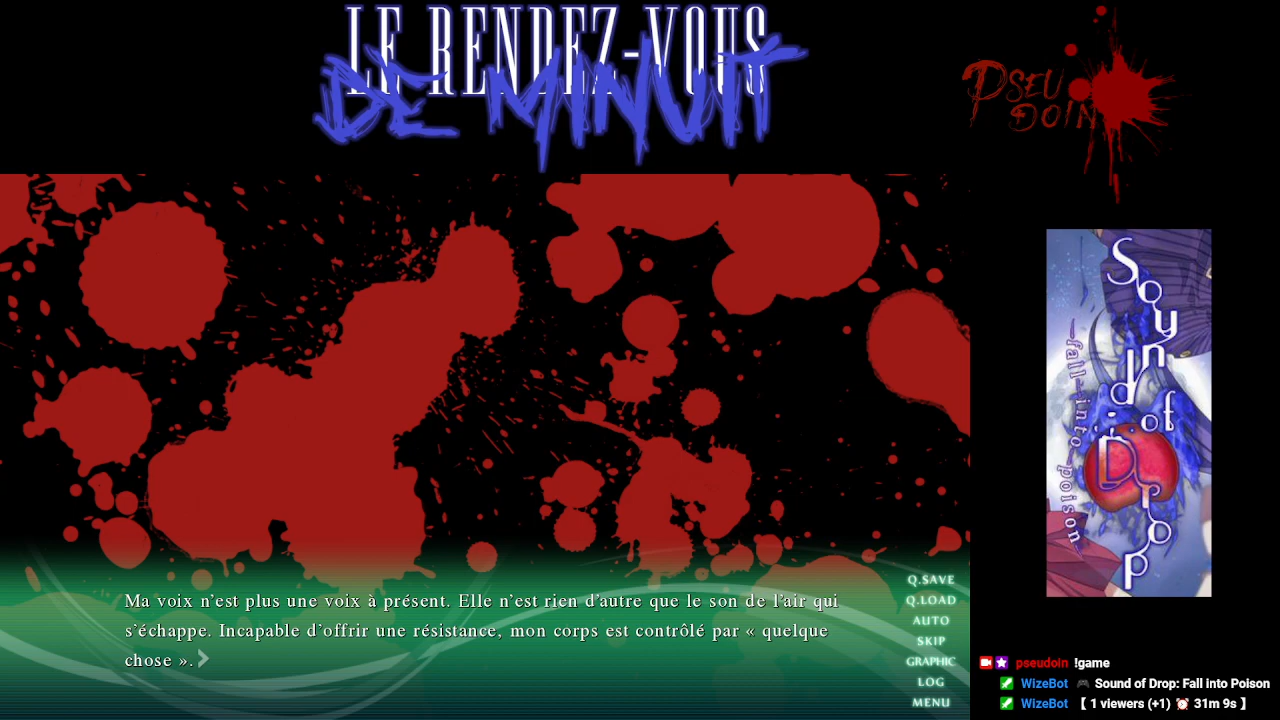 LE RENDEZ-VOUS
DE MINUIT
PSEU
DOIN
Sound of Drop
—fall into poison—
Ma voix n'est plus une voix à présent. Elle n'est rien d'autre que le son de l'air qui
s'échappe. Incapable d'offrir une résistance, mon corps est contrôlé par « quelque
chose ».
Q.SAVE
Q.LOAD
AUTO
SKIP
GRAPHIC
LOG
MENU
pseudoin !game
WizeBot 🎮 Sound of Drop: Fall into Poison
WizeBot 【 1 viewers (+1) ⏰ 31m 9s 】